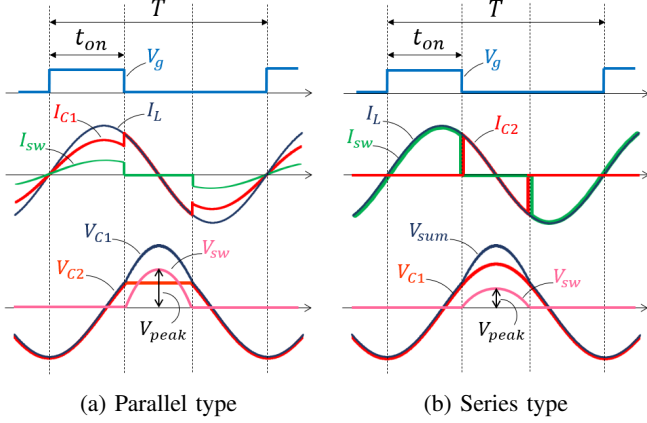 T
t_on
V_g
I_C1
I_L
I_sw
V_C1
V_sw
V_C2
V_peak
(a) Parallel type
T
t_on
V_g
I_L
I_C2
I_sw
V_sum
V_C1
V_sw
V_peak
(b) Series type